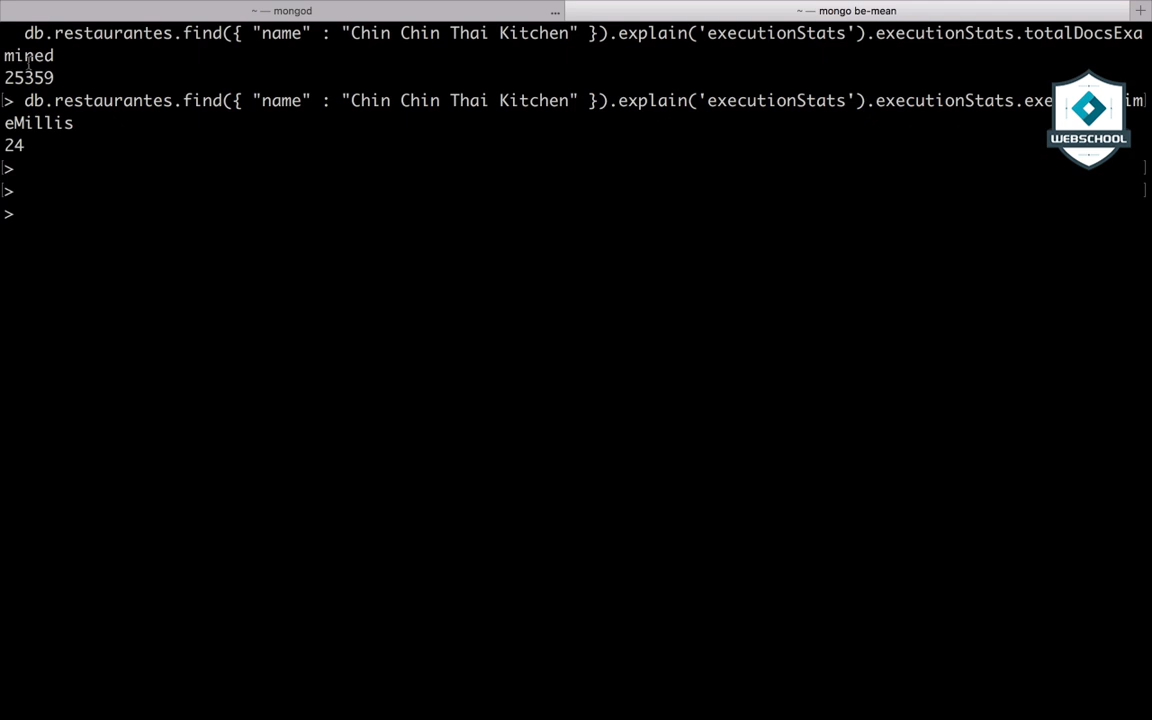 ~ — mongod
...
~ — mongo be-mean
+
db.restaurantes.find({ "name" : "Chin Chin Thai Kitchen" }).explain('executionStats').executionStats.totalDocsExa
mined
25359
> db.restaurantes.find({ "name" : "Chin Chin Thai Kitchen" }).explain('executionStats').executionStats.exe im
eMillis
24
>
>
>
WEBSCHOOL